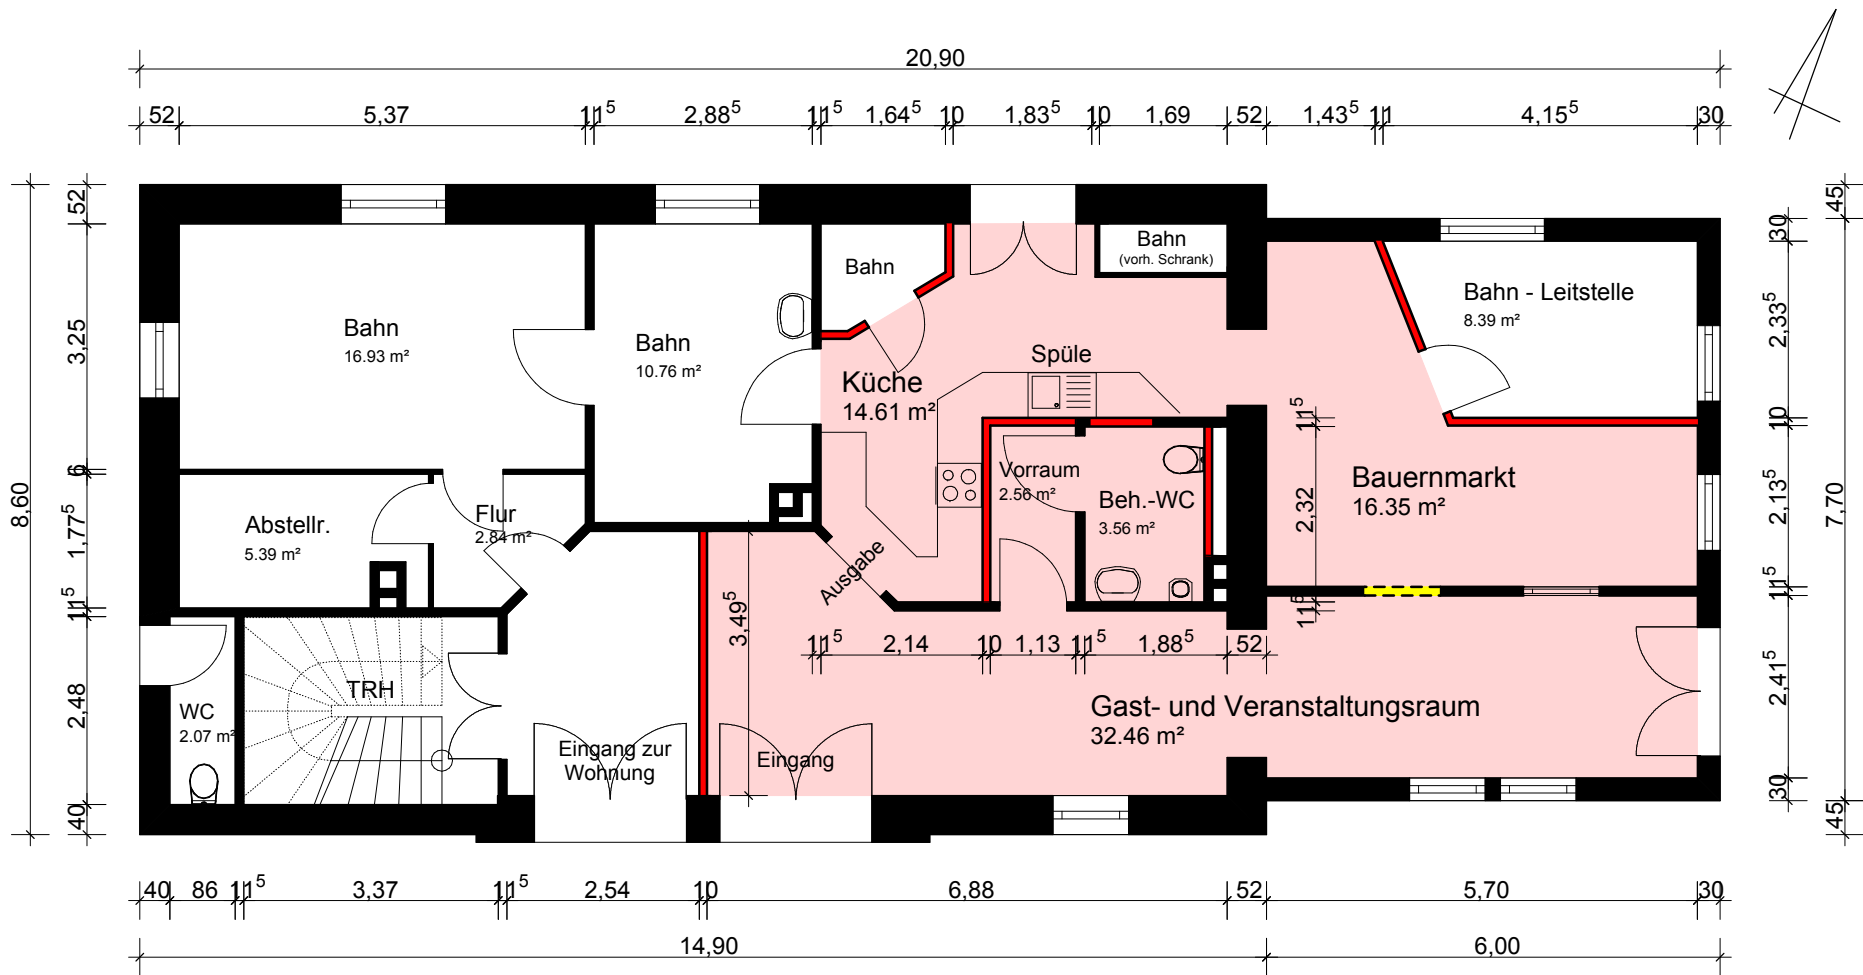 20,90
52 5,37 11⁵ 2,88⁵ 11⁵ 1,64⁵ 10 1,83⁵ 10 1,69 52 1,43⁵ 11 4,15⁵ 30
8,60
52
3,25
6
1,77⁵
11⁵
2,48
40
45
7,70
45
30
2,33⁵
10
2,13⁵
11⁵
2,41⁵
30
Bahn
16.93 m²
Bahn
10.76 m²
Bahn
Bahn
(vorh. Schrank)
Bahn - Leitstelle
8.39 m²
Spüle
Küche
14.61 m²
Vorraum
2.56 m²
Beh.-WC
3.56 m²
11⁵
2,32
11⁵
Bauernmarkt
16.35 m²
Abstellr.
5.39 m²
Flur
2.84 m²
Ausgabe
3,49⁵
11⁵ 2,14 10 1,13 11⁵ 1,88⁵ 52
TRH
WC
2.07 m²
Eingang zur
Wohnung
Eingang
Gast- und Veranstaltungsraum
32.46 m²
40 86 11⁵ 3,37 11⁵ 2,54 10 6,88 52 5,70 30
14,90 6,00